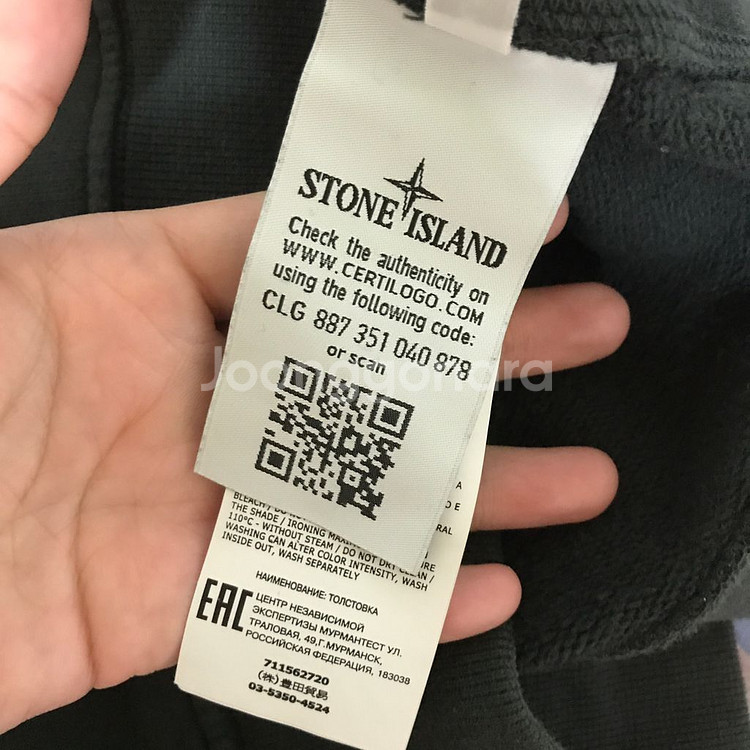 STONE ISLAND
Check the authenticity on
WWW.CERTILOGO.COM
using the following code:
CLG 887 351 040 878
or scan
Joonggonara
THE SHADE / IRONING
110°C - WITHOUT STEAM / DO NOT DRY CLEAN /
WASHING CAN ALTER COLOR INTENSITY, WASH
INSIDE OUT, WASH SEPARATELY
НАИМЕНОВАНИЕ: ТОЛСТОВКА
EAC
ЦЕНТР НЕЗАВИСИМОЙ
ЭКСПЕРТИЗЫ МУРМАНТЕСТ УЛ.
ТРАЛОВАЯ, 49,Г.МУРМАНСК,
РОССИЙСКАЯ ФЕДЕРАЦИЯ, 183038
711562720
(株)豊田貿易
03-5350-4524